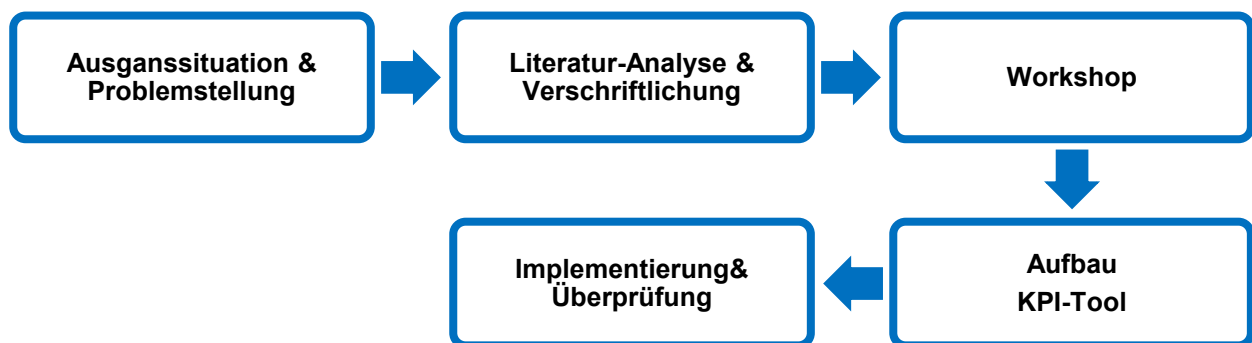 Ausganssituation &
Problemstellung
Literatur-Analyse &
Verschriftlichung
Workshop
Aufbau
KPI-Tool
Implementierung&
Überprüfung